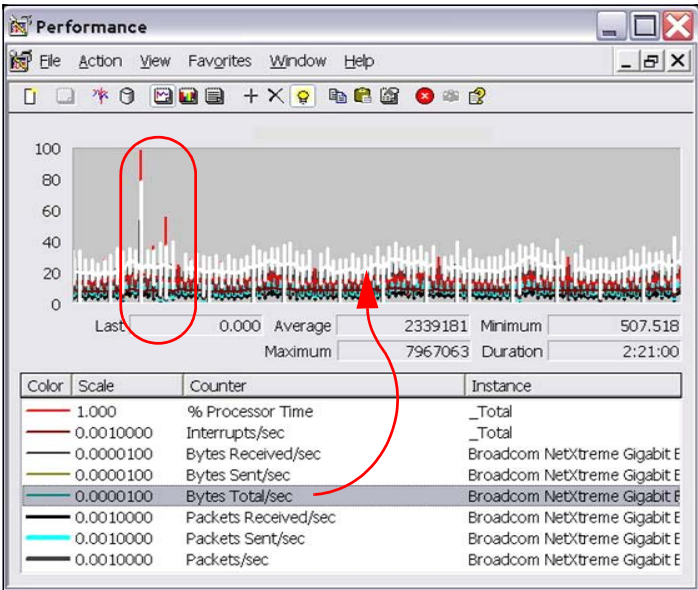 Performance
File Action View Favorites Window Help
100
80
60
40
20
0
Last 0.000 Average 2339181 Minimum 507.518
Maximum 7967063 Duration 2:21:00
Color Scale Counter Instance
1.000 % Processor Time _Total
0.0010000 Interrupts/sec _Total
0.0000100 Bytes Received/sec Broadcom NetXtreme Gigabit E
0.0000100 Bytes Sent/sec Broadcom NetXtreme Gigabit E
0.0000100 Bytes Total/sec Broadcom NetXtreme Gigabit E
0.0010000 Packets Received/sec Broadcom NetXtreme Gigabit E
0.0010000 Packets Sent/sec Broadcom NetXtreme Gigabit E
0.0010000 Packets/sec Broadcom NetXtreme Gigabit E